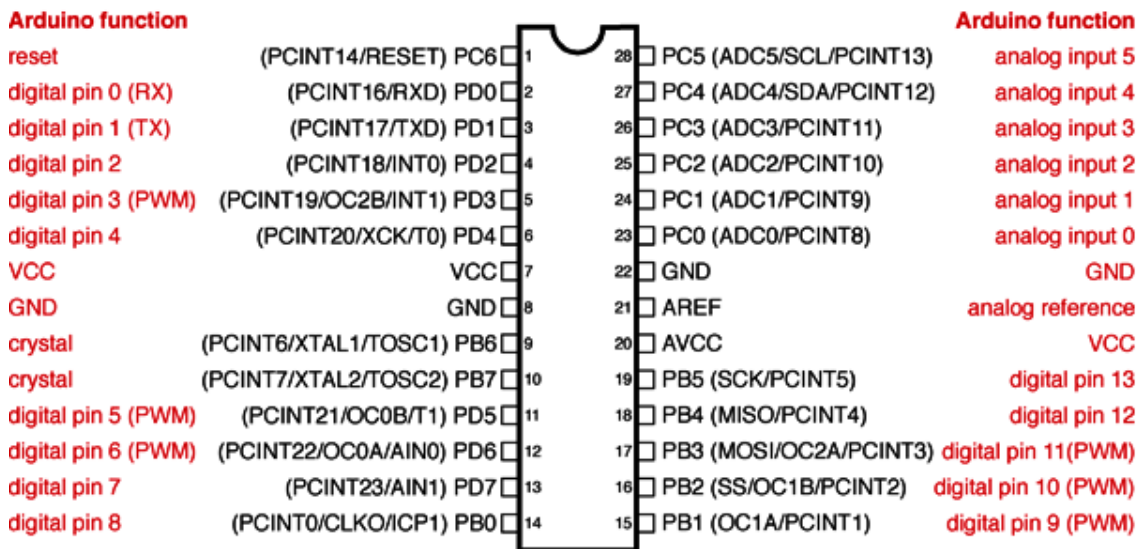 Arduino function Arduino function
reset (PCINT14/RESET) PC6 1 28 PC5 (ADC5/SCL/PCINT13) analog input 5
digital pin 0 (RX) (PCINT16/RXD) PD0 2 27 PC4 (ADC4/SDA/PCINT12) analog input 4
digital pin 1 (TX) (PCINT17/TXD) PD1 3 26 PC3 (ADC3/PCINT11) analog input 3
digital pin 2 (PCINT18/INT0) PD2 4 25 PC2 (ADC2/PCINT10) analog input 2
digital pin 3 (PWM) (PCINT19/OC2B/INT1) PD3 5 24 PC1 (ADC1/PCINT9) analog input 1
digital pin 4 (PCINT20/XCK/T0) PD4 6 23 PC0 (ADC0/PCINT8) analog input 0
VCC VCC 7 22 GND GND
GND GND 8 21 AREF analog reference
crystal (PCINT6/XTAL1/TOSC1) PB6 9 20 AVCC VCC
crystal (PCINT7/XTAL2/TOSC2) PB7 10 19 PB5 (SCK/PCINT5) digital pin 13
digital pin 5 (PWM) (PCINT21/OC0B/T1) PD5 11 18 PB4 (MISO/PCINT4) digital pin 12
digital pin 6 (PWM) (PCINT22/OC0A/AIN0) PD6 12 17 PB3 (MOSI/OC2A/PCINT3) digital pin 11(PWM)
digital pin 7 (PCINT23/AIN1) PD7 13 16 PB2 (SS/OC1B/PCINT2) digital pin 10 (PWM)
digital pin 8 (PCINT0/CLKO/ICP1) PB0 14 15 PB1 (OC1A/PCINT1) digital pin 9 (PWM)